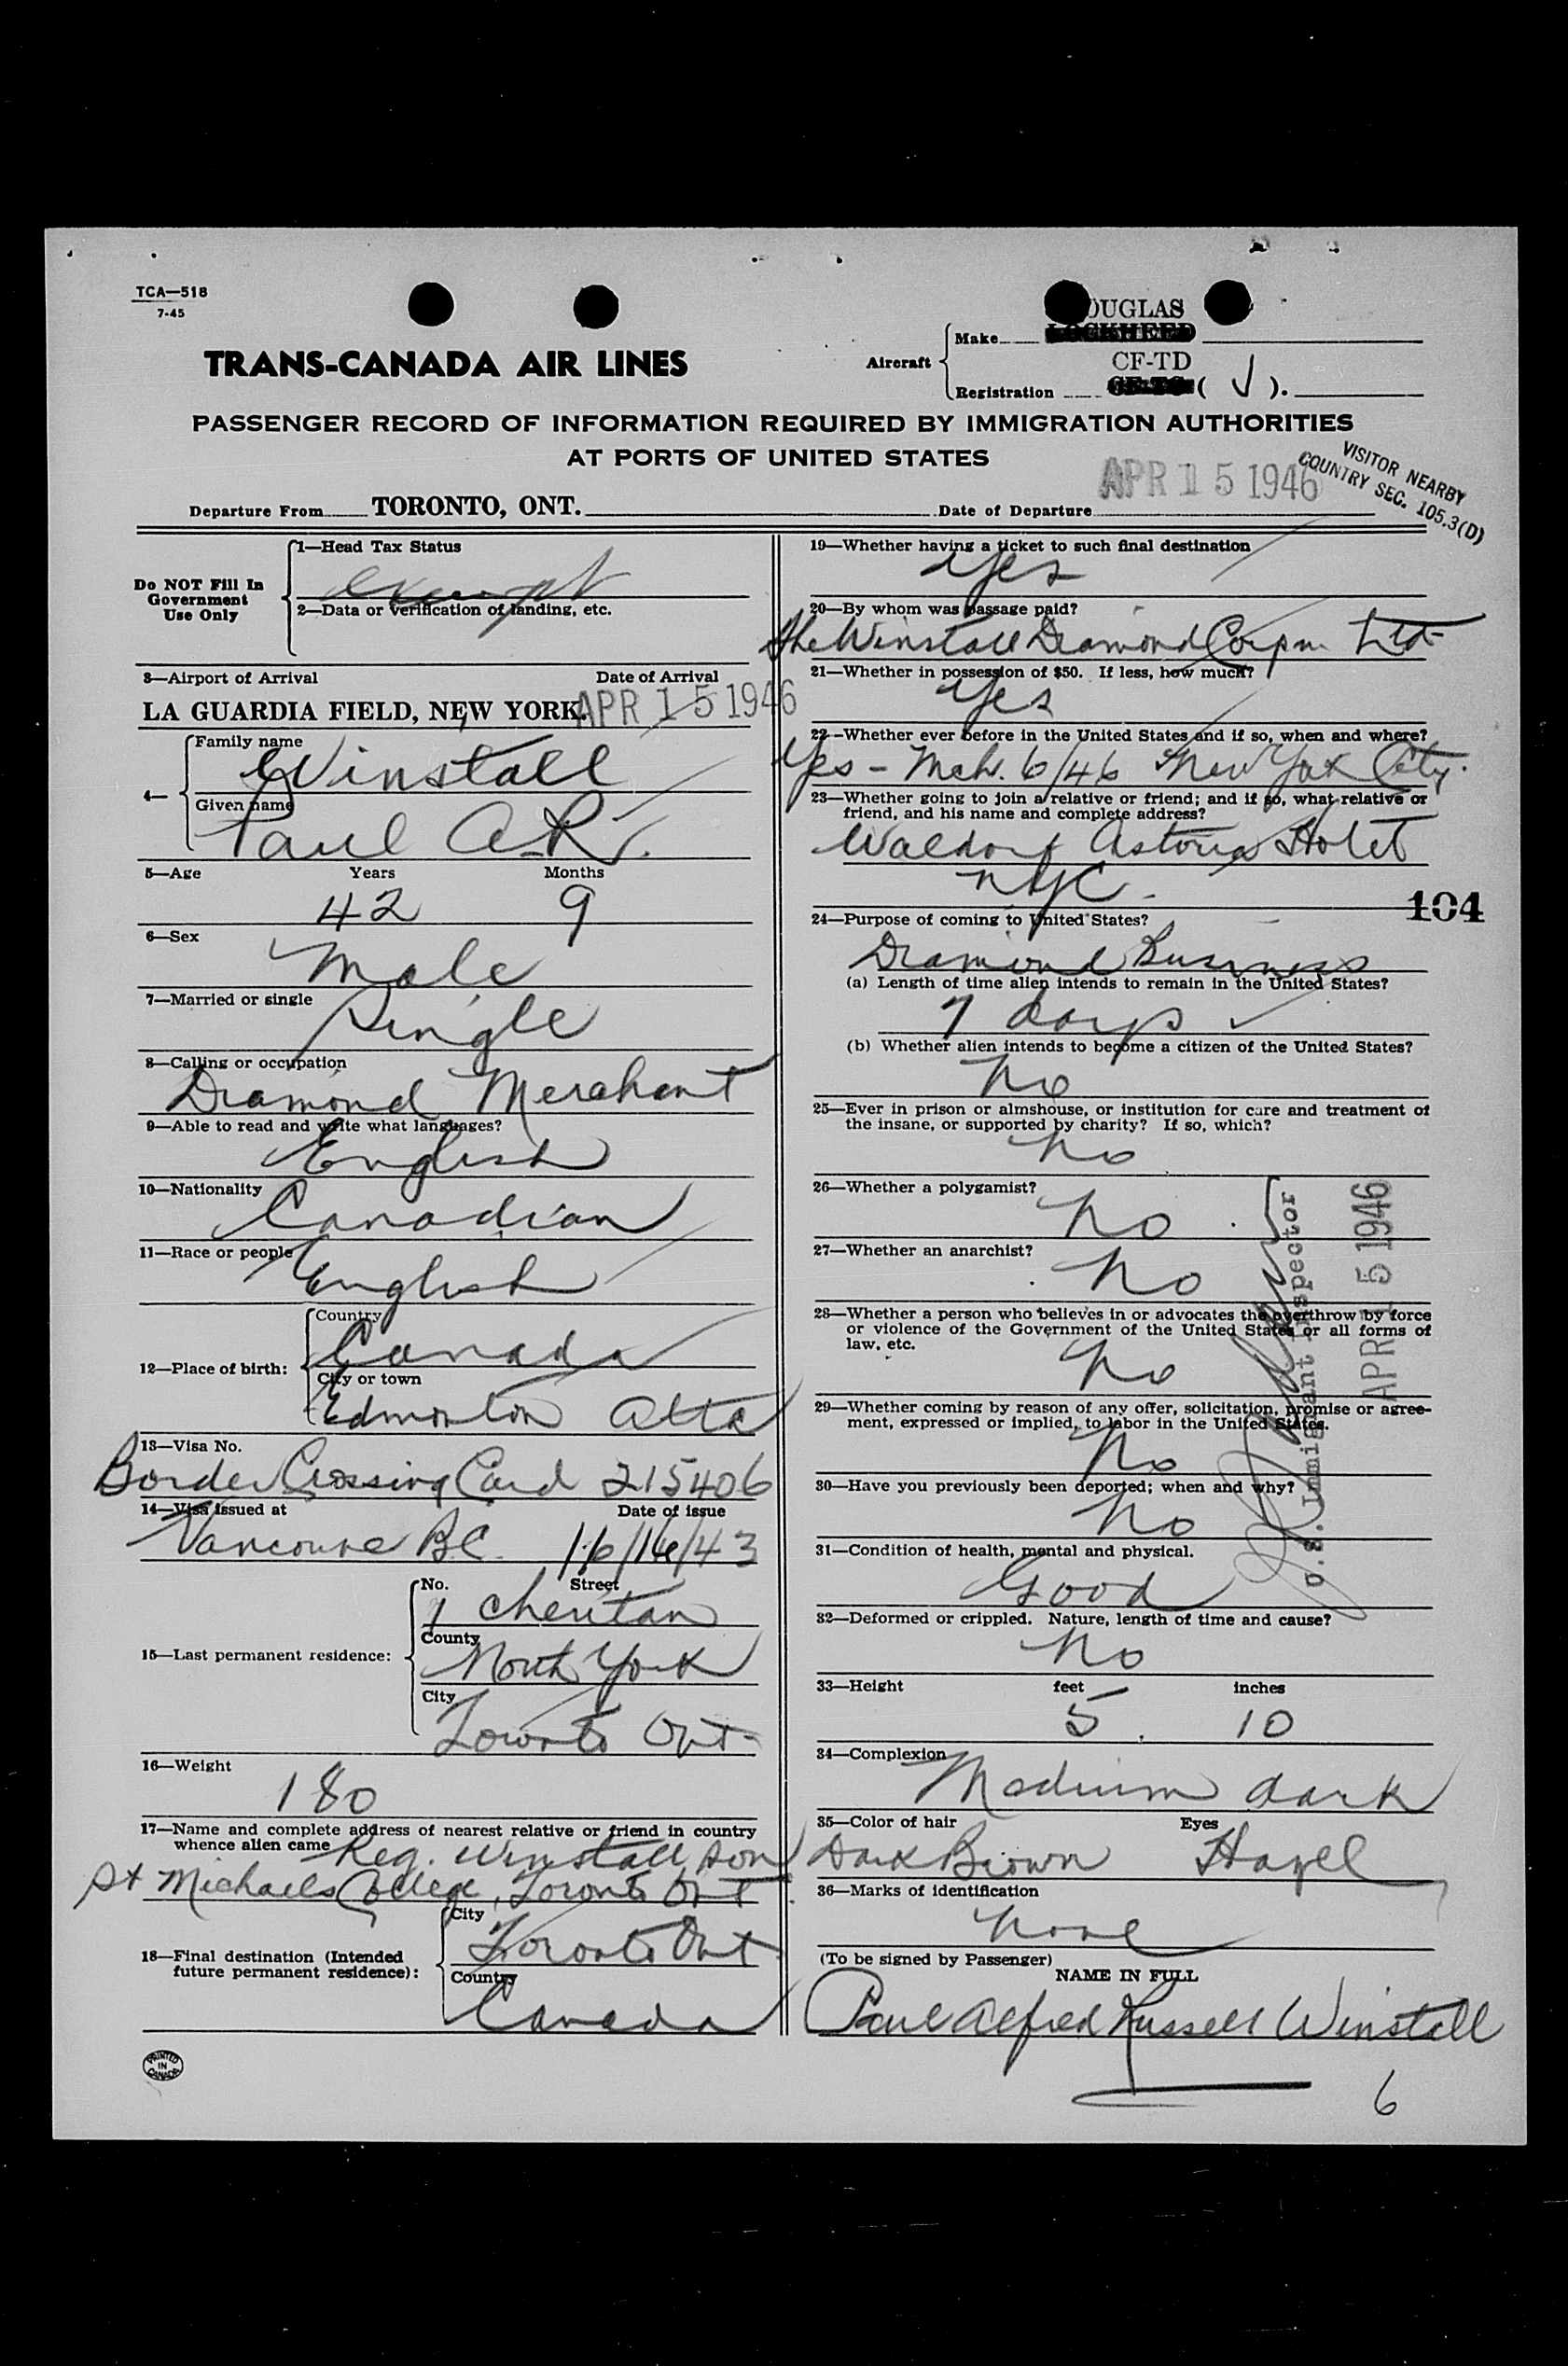 TCA—518
7-45
TRANS-CANADA AIR LINES
Aircraft
Make
OUGLAS
LOCKHEED
CF-TD
Registration ( J ).
PASSENGER RECORD OF INFORMATION REQUIRED BY IMMIGRATION AUTHORITIES
AT PORTS OF UNITED STATES
VISITOR NEARBY
COUNTRY SEC. 105.3(D)
Departure From TORONTO, ONT. Date of Departure APR 15 1946
Do NOT Fill In
Government
Use Only
1—Head Tax Status
exempt
2—Data or verification of landing, etc.
3—Airport of Arrival Date of Arrival
LA GUARDIA FIELD, NEW YORK. APR 15 1946
4—
Family name
Winstall
Given name
Paul A.R.
5—Age Years Months
42 9
6—Sex
Male
7—Married or single
Single
8—Calling or occupation
Diamond Merchant
9—Able to read and write what languages?
English
10—Nationality
Canadian
11—Race or people
English
12—Place of birth:
Country
Canada
City or town
Edmonton Alta
13—Visa No.
Border Crossing Card 215406
14—Visa issued at Date of issue
Vancouver B.C.
15—Last permanent residence:
No. Street
1 Cheritan
County
North York
City
Toronto Ont-
16—Weight
180
17—Name and complete address of nearest relative or friend in country
whence alien came Reg. Winstall Son
St Michaels College, Toronto Ont
18—Final destination (Intended
future permanent residence):
City
Toronto Ont
Country
Canada
PRINTED
IN
CANADA
19—Whether having a ticket to such final destination
Yes
20—By whom was passage paid?
The Winstall Diamond Corpn. Ltd-
21—Whether in possession of $50. If less, how much?
Yes
22—Whether ever before in the United States and if so, when and where?
Yes - Mch. 6/46 New York City.
23—Whether going to join a relative or friend; and if so, what relative or
friend, and his name and complete address?
Waldorf Astoria Hotel
NYC.
104
24—Purpose of coming to United States?
Diamond Business
(a) Length of time alien intends to remain in the United States?
7 days
(b) Whether alien intends to become a citizen of the United States?
No
25—Ever in prison or almshouse, or institution for care and treatment of
the insane, or supported by charity? If so, which?
No
26—Whether a polygamist?
No
27—Whether an anarchist?
No
28—Whether a person who believes in or advocates the overthrow by force
or violence of the Government of the United States or all forms of
law, etc.
No
29—Whether coming by reason of any offer, solicitation, promise or agree-
ment, expressed or implied, to labor in the United States.
No
30—Have you previously been deported; when and why?
No
U.S. Immigrant Inspector
APR 15 1946
31—Condition of health, mental and physical.
Good
32—Deformed or crippled. Nature, length of time and cause?
No
33—Height feet inches
5 10
34—Complexion
Medium dark
35—Color of hair Eyes
Dark Brown Hazel
36—Marks of identification
None
(To be signed by Passenger)
NAME IN FULL
Paul Alfred Russell Winstall
6